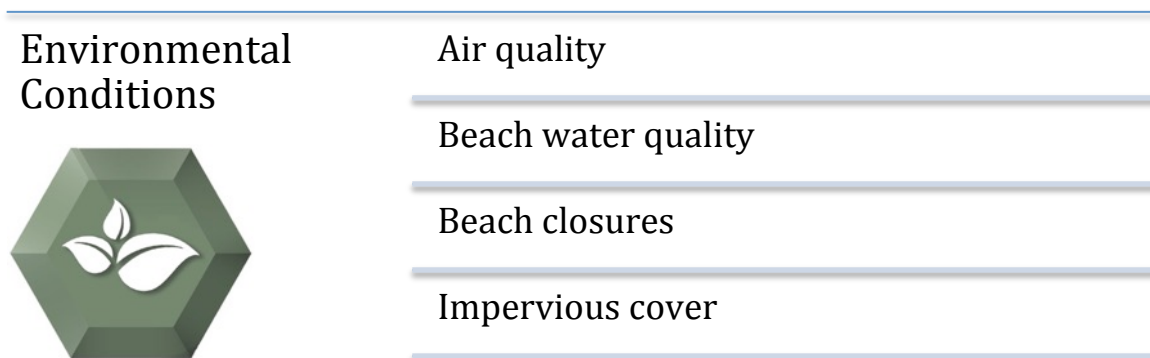 Environmental
Conditions
Air quality
Beach water quality
Beach closures
Impervious cover